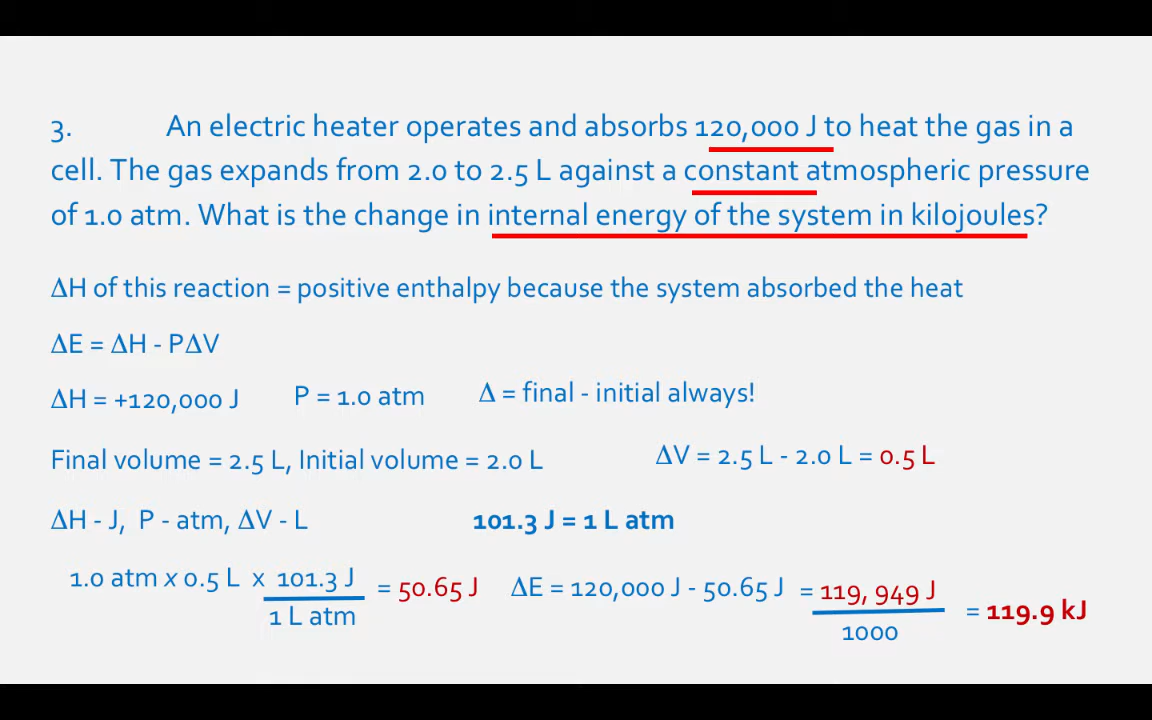 3. An electric heater operates and absorbs 120,000 J to heat the gas in a
cell. The gas expands from 2.0 to 2.5 L against a constant atmospheric pressure
of 1.0 atm. What is the change in internal energy of the system in kilojoules?
ΔH of this reaction = positive enthalpy because the system absorbed the heat
ΔE = ΔH - PΔV
ΔH = +120,000 J P = 1.0 atm Δ = final - initial always!
Final volume = 2.5 L, Initial volume = 2.0 L ΔV = 2.5 L - 2.0 L = 0.5 L
ΔH - J, P - atm, ΔV - L 101.3 J = 1 L atm
1.0 atm x 0.5 L x 101.3 J = 50.65 J ΔE = 120,000 J - 50.65 J = 119, 949 J = 119.9 kJ
1 L atm 1000